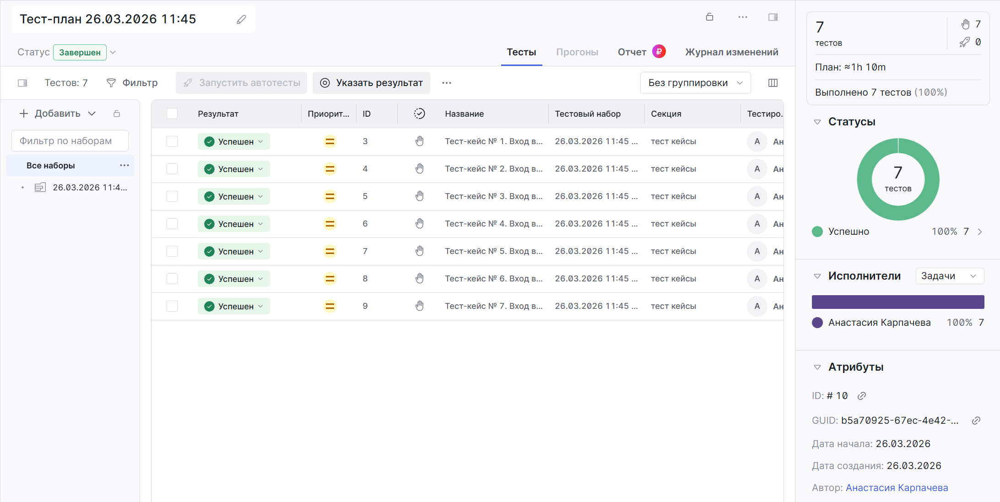 Тест-план 26.03.2026 11:45
Статус Завершен
Тесты Прогоны Отчет ₽ Журнал изменений
Тестов: 7 Фильтр Запустить автотесты Указать результат ... Без группировки
Добавить
Фильтр по наборам
Все наборы ...
26.03.2026 11:4...
Результат Приорит... ID Название Тестовый набор Секция Тестиро.
Успешен 3 Тест-кейс № 1. Вход в... 26.03.2026 11:45 ... тест кейсы А Ан
Успешен 4 Тест-кейс № 2. Вход в... 26.03.2026 11:45 ... тест кейсы А Ан
Успешен 5 Тест-кейс № 3. Вход в... 26.03.2026 11:45 ... тест кейсы А Ан
Успешен 6 Тест-кейс № 4. Вход в... 26.03.2026 11:45 ... тест кейсы А Ан
Успешен 7 Тест-кейс № 5. Вход в... 26.03.2026 11:45 ... тест кейсы А Ан
Успешен 8 Тест-кейс № 6. Вход в... 26.03.2026 11:45 ... тест кейсы А Ан
Успешен 9 Тест-кейс № 7. Вход в... 26.03.2026 11:45 ... тест кейсы А Ан
7 7
тестов 0
План: ≈1h 10m
Выполнено 7 тестов (100%)
Статусы
7
тестов
Успешно 100% 7
Исполнители Задачи
Анастасия Карпачева 100% 7
Атрибуты
ID: # 10
GUID: b5a70925-67ec-4e42-...
Дата начала: 26.03.2026
Дата создания: 26.03.2026
Автор: Анастасия Карпачева